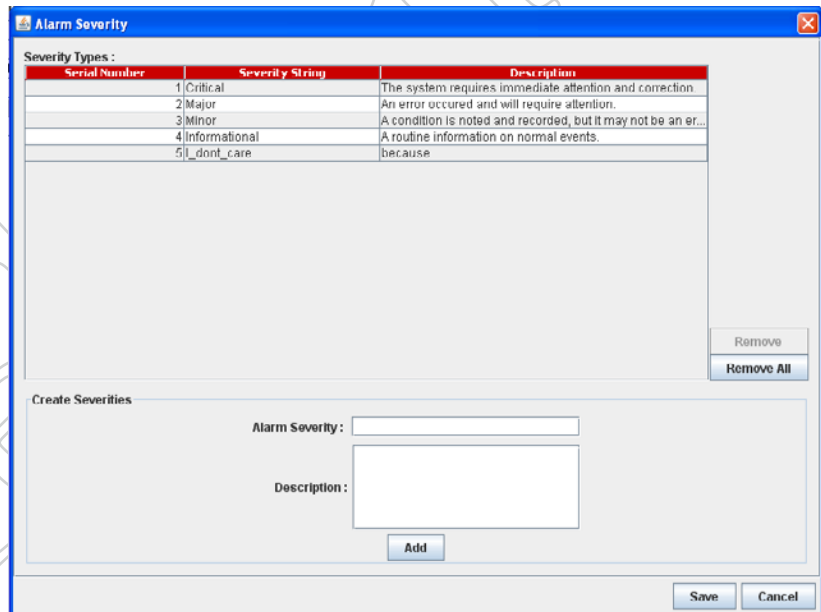 Alarm Severity
Severity Types :
Serial Number Severity String Description
1 Critical The system requires immediate attention and correction.
2 Major An error occured and will require attention.
3 Minor A condition is noted and recorded, but it may not be an er...
4 Informational A routine information on normal events.
5 I_dont_care because
Remove
Remove All
Create Severities
Alarm Severity :
Description :
Add
Save Cancel